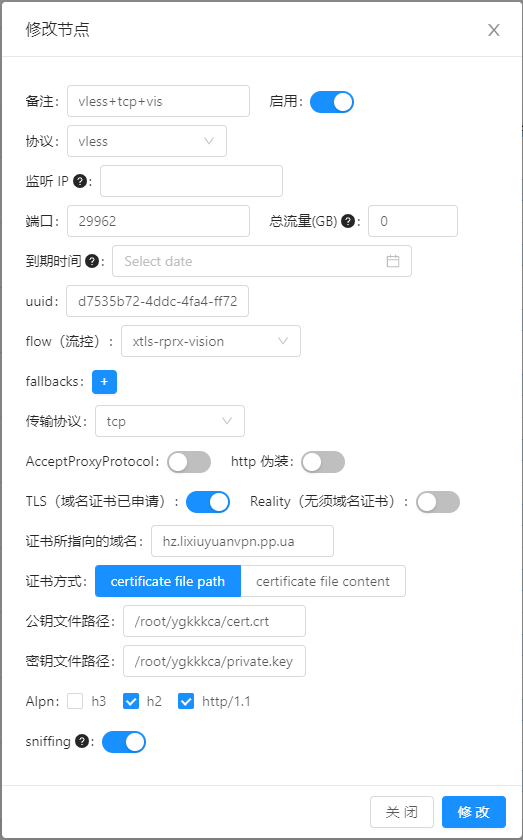 修改节点
备注: vless+tcp+vis 启用:
协议: vless
监听 IP ?:
端口: 29962 总流量(GB) ?: 0
到期时间 ?: Select date
uuid: d7535b72-4ddc-4fa4-ff72
flow（流控）: xtls-rprx-vision
fallbacks: +
传输协议: tcp
AcceptProxyProtocol: http 伪装:
TLS（域名证书已申请）: Reality（无须域名证书）:
证书所指向的域名: hz.lixiuyuanvpn.pp.ua
证书方式: certificate file path certificate file content
公钥文件路径: /root/ygkkkca/cert.crt
密钥文件路径: /root/ygkkkca/private.key
Alpn: h3 h2 http/1.1
sniffing ?:
关 闭 修 改